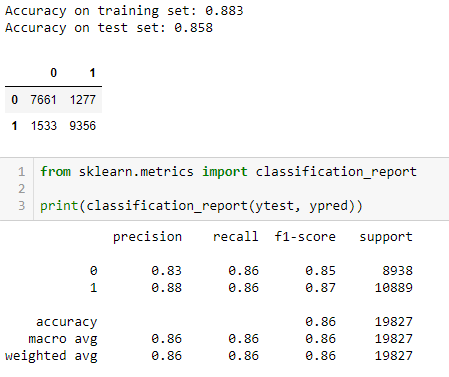 Accuracy on training set: 0.883
Accuracy on test set: 0.858
0 1
0 7661 1277
1 1533 9356
1 from sklearn.metrics import classification_report
2
3 print(classification_report(ytest, ypred))
precision recall f1-score support
0 0.83 0.86 0.85 8938
1 0.88 0.86 0.87 10889
accuracy 0.86 19827
macro avg 0.86 0.86 0.86 19827
weighted avg 0.86 0.86 0.86 19827